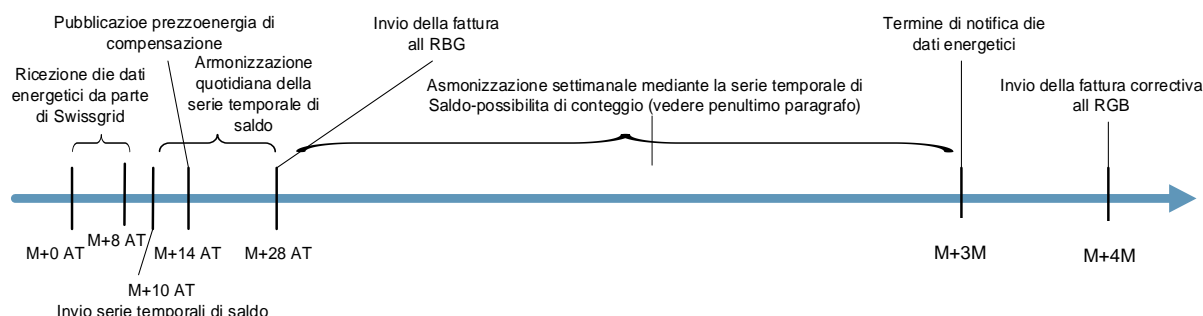 Pubblicazioe prezzoenergia di
compensazione
Invio della fattura
all RBG
Termine di notifica die
dati energetici
Ricezione die dati
energetici da parte
di Swissgrid
Armonizzazione
quotidiana della
serie temporale di
saldo
Asmonizzazione settimanale mediante la serie temporale di
Saldo-possibilita di conteggio (vedere penultimo paragrafo)
Invio della fattura correctiva
all RGB
M+0 AT
M+8 AT
M+14 AT
M+28 AT
M+3M
M+4M
M+10 AT
Invio serie temporali di saldo